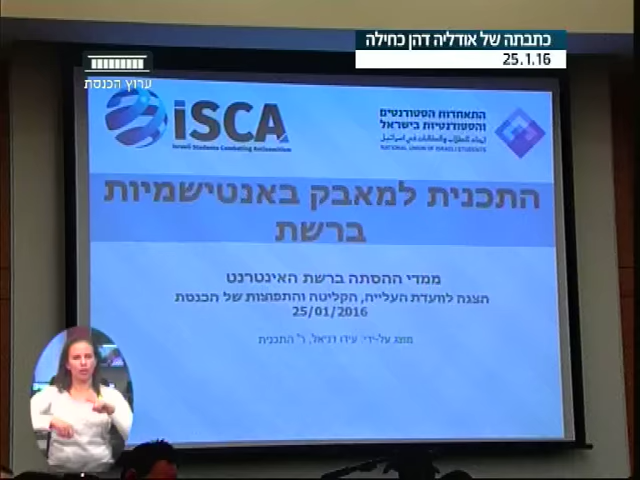 כתבתה של אודליה דהן כחילה
25.1.16
ערוץ הכנסת
iSCA
Israeli Students Combating Antisemitism
התאחדות הסטודנטים
והסטודנטיות בישראל
NATIONAL UNION OF ISRAELI STUDENTS
התכנית למאבק באנטישמיות
ברשת
ממדי ההסתה ברשת האינטרנט
הצגה לוועדת העלייה, הקליטה והתפוצות של הכנסת
25/01/2016
מוצג על-ידי: עידו דניאל, ר' התכנית